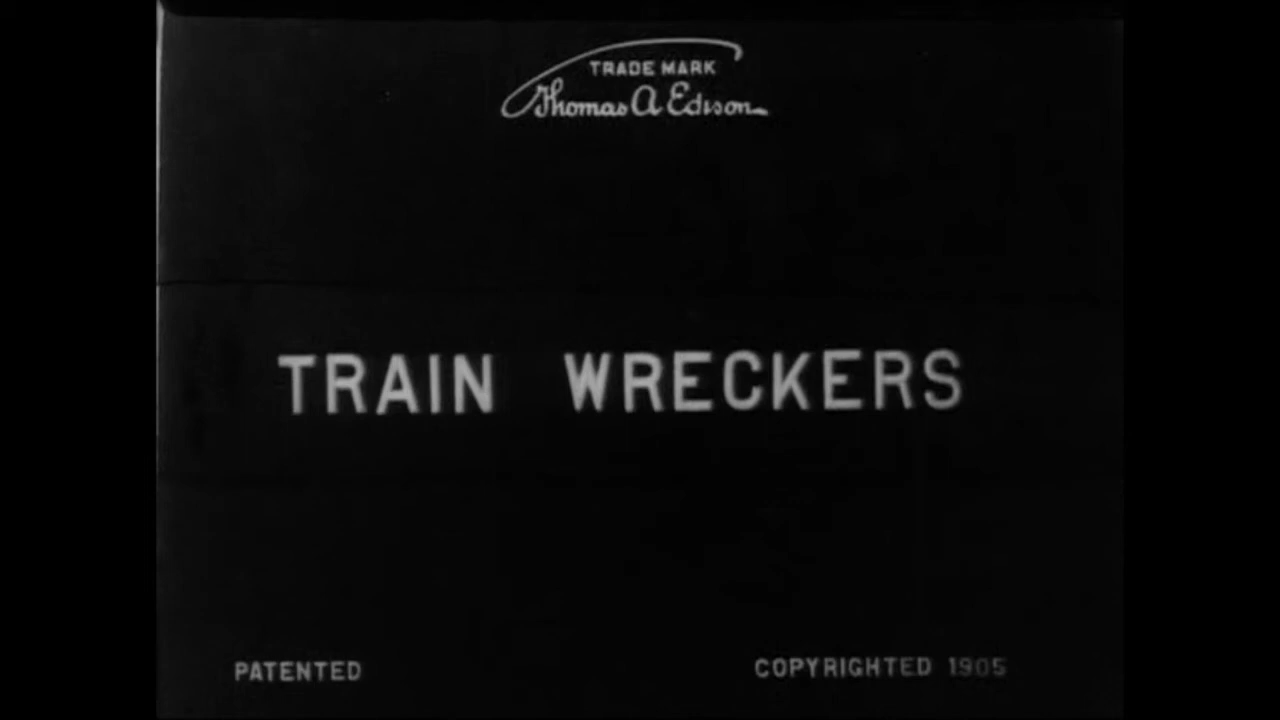 TRADE MARK
Thomas A Edison
TRAIN WRECKERS
PATENTED
COPYRIGHTED 1905